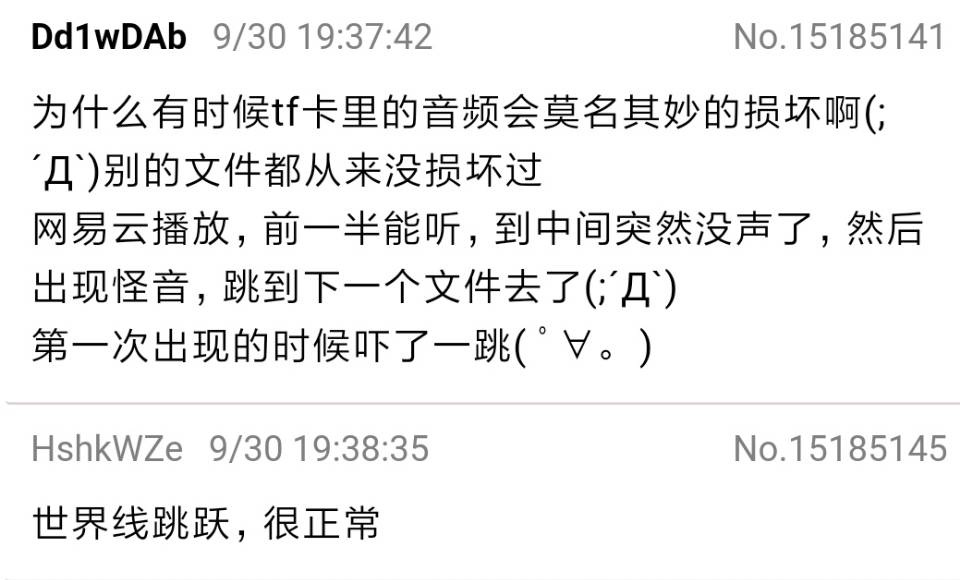 Dd1wDAb 9/30 19:37:42 No.15185141
为什么有时候tf卡里的音频会莫名其妙的损坏啊(;
´Д`)别的文件都从来没损坏过
网易云播放，前一半能听，到中间突然没声了，然后
出现怪音，跳到下一个文件去了(;´Д`)
第一次出现的时候吓了一跳( ﾟ∀。)
HshkWZe 9/30 19:38:35 No.15185145
世界线跳跃，很正常